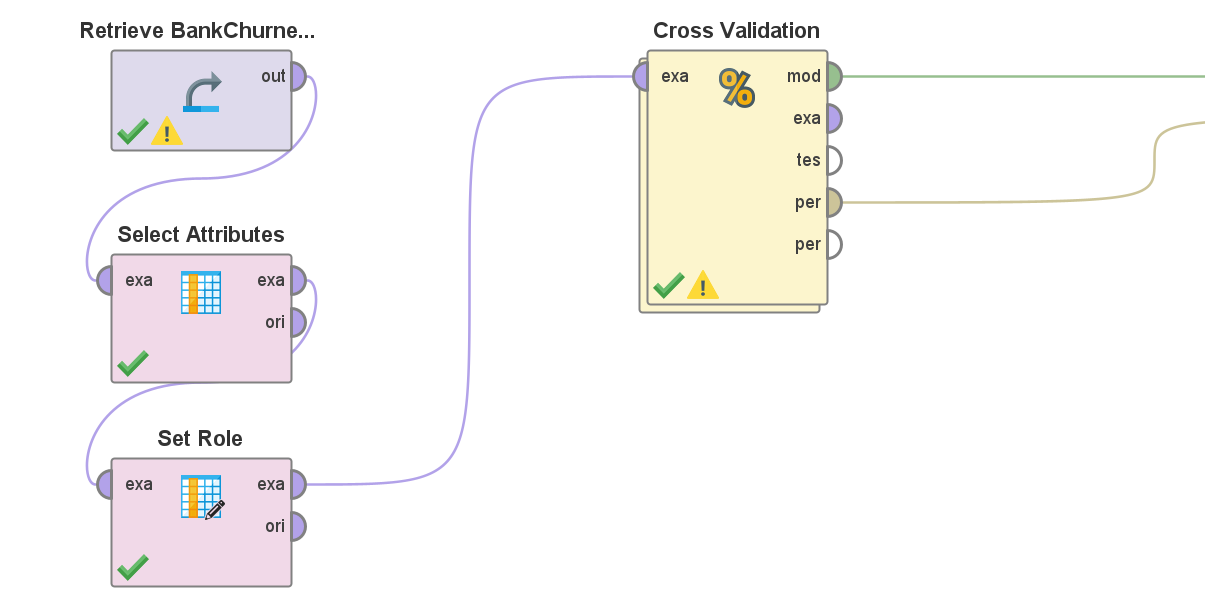 Retrieve BankChurne...
out
Select Attributes
exa
exa
ori
Set Role
exa
exa
ori
Cross Validation
exa
%
mod
exa
tes
per
per